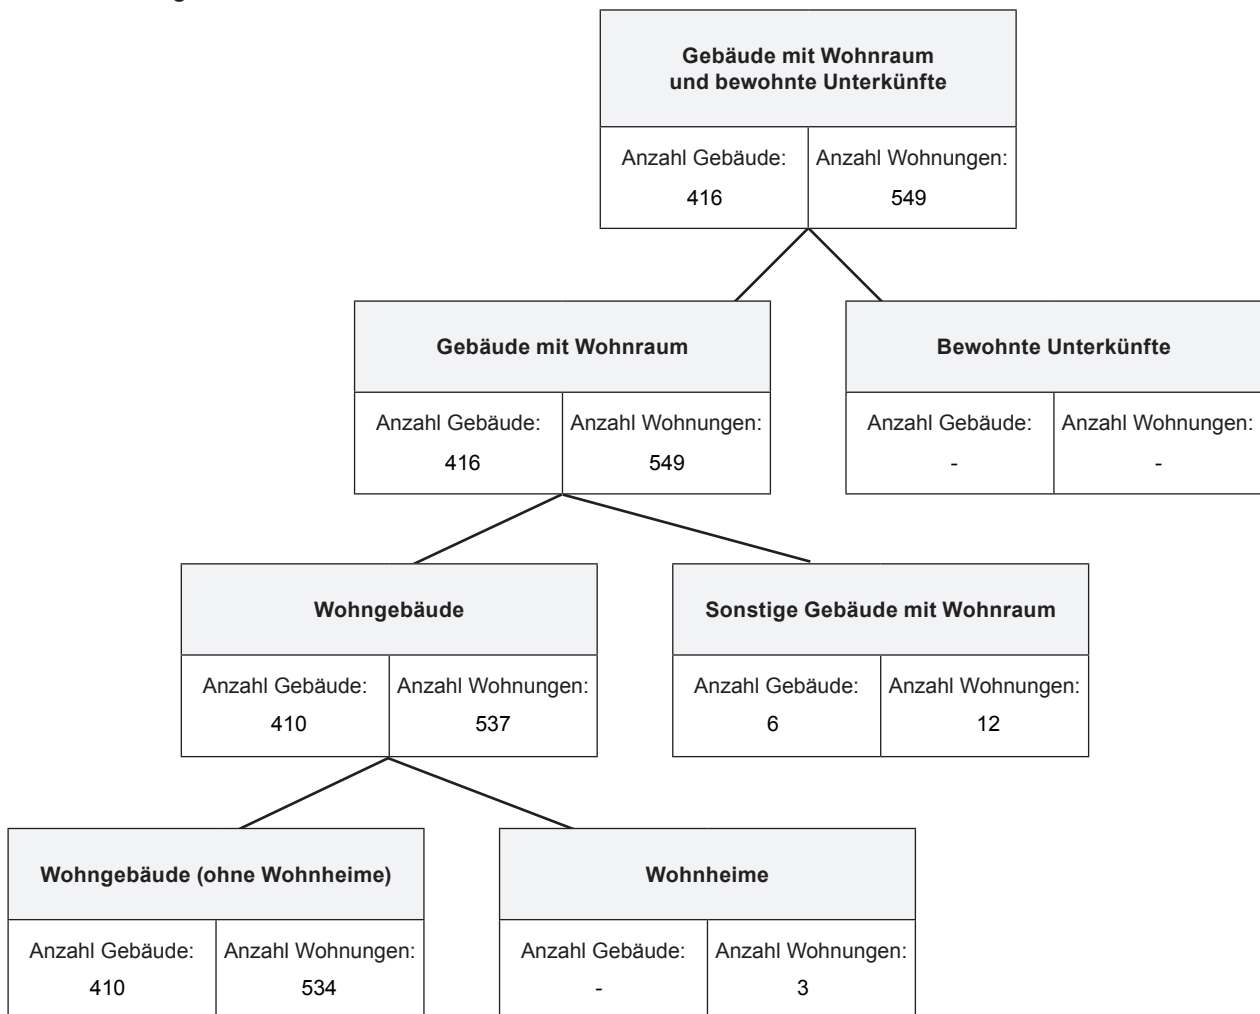 Gebäude mit Wohnraum
und bewohnte Unterkünfte
Anzahl Gebäude: Anzahl Wohnungen:
416 549
Gebäude mit Wohnraum
Anzahl Gebäude: Anzahl Wohnungen:
416 549
Bewohnte Unterkünfte
Anzahl Gebäude: Anzahl Wohnungen:
- -
Wohngebäude
Anzahl Gebäude: Anzahl Wohnungen:
410 537
Sonstige Gebäude mit Wohnraum
Anzahl Gebäude: Anzahl Wohnungen:
6 12
Wohngebäude (ohne Wohnheime)
Anzahl Gebäude: Anzahl Wohnungen:
410 534
Wohnheime
Anzahl Gebäude: Anzahl Wohnungen:
- 3